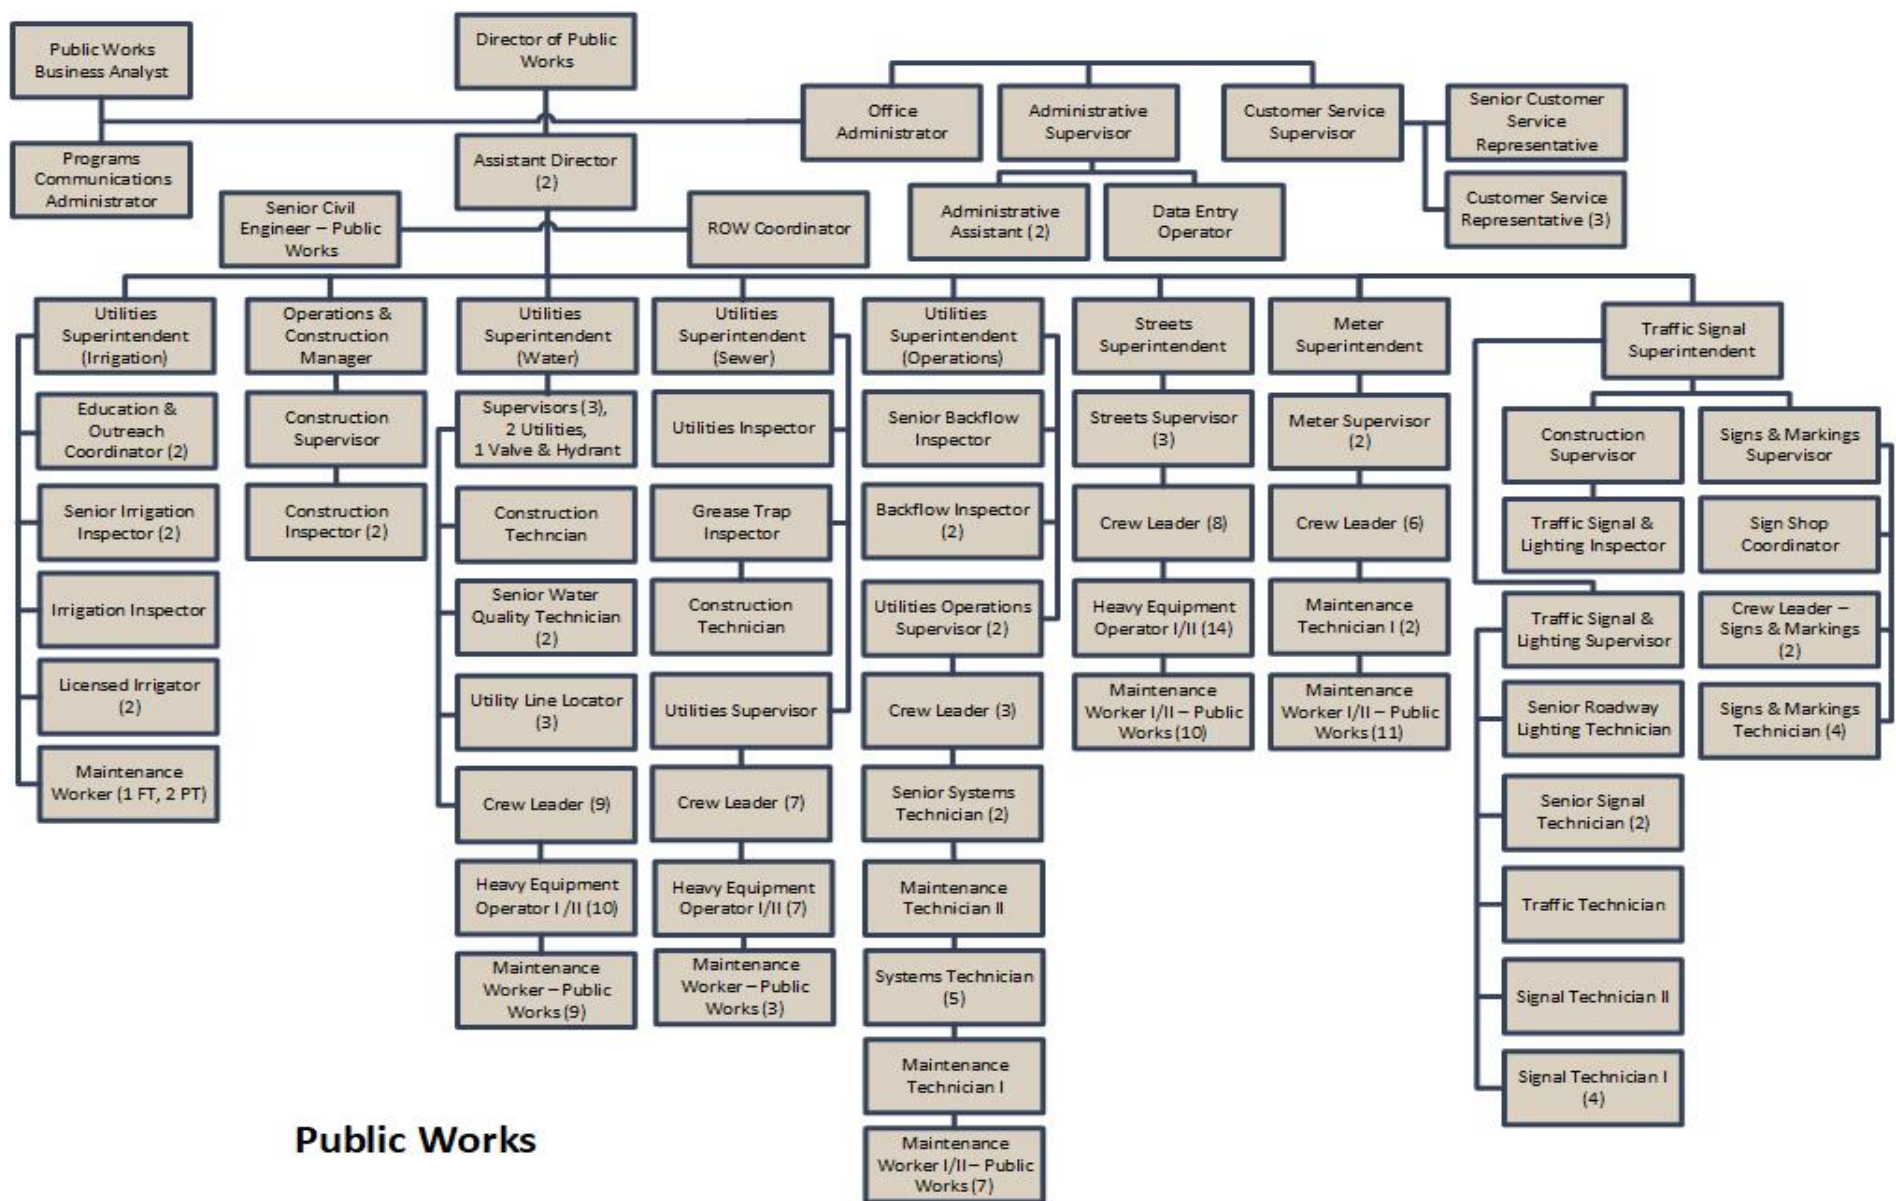 Public Works
Business Analyst
Director of Public
Works
Office
Administrator
Administrative
Supervisor
Customer Service
Supervisor
Senior Customer
Service
Representative
Programs
Communications
Administrator
Assistant Director
(2)
Customer Service
Representative (3)
Senior Civil
Engineer – Public
Works
ROW Coordinator
Administrative
Assistant (2)
Data Entry
Operator
Utilities
Superintendent
(Irrigation)
Education &
Outreach
Coordinator (2)
Senior Irrigation
Inspector (2)
Irrigation Inspector
Licensed Irrigator
(2)
Maintenance
Worker (1 FT, 2 PT)
Operations &
Construction
Manager
Construction
Supervisor
Construction
Inspector (2)
Utilities
Superintendent
(Water)
Supervisors (3),
2 Utilities,
1 Valve & Hydrant
Construction
Techncian
Senior Water
Quality Technician
(2)
Utility Line Locator
(3)
Crew Leader (9)
Heavy Equipment
Operator I /II (10)
Maintenance
Worker – Public
Works (9)
Utilities
Superintendent
(Sewer)
Utilities Inspector
Grease Trap
Inspector
Construction
Technician
Utilities Supervisor
Crew Leader (7)
Heavy Equipment
Operator I/II (7)
Maintenance
Worker – Public
Works (3)
Utilities
Superintendent
(Operations)
Senior Backflow
Inspector
Backflow Inspector
(2)
Utilities Operations
Supervisor (2)
Crew Leader (3)
Senior Systems
Technician (2)
Maintenance
Technician II
Systems Technician
(5)
Maintenance
Technician I
Maintenance
Worker I/II – Public
Works (7)
Streets
Superintendent
Streets Supervisor
(3)
Crew Leader (8)
Heavy Equipment
Operator I/II (14)
Maintenance
Worker I/II – Public
Works (10)
Meter
Superintendent
Meter Supervisor
(2)
Crew Leader (6)
Maintenance
Technician I (2)
Maintenance
Worker I/II – Public
Works (11)
Traffic Signal
Superintendent
Construction
Supervisor
Traffic Signal &
Lighting Inspector
Traffic Signal &
Lighting Supervisor
Senior Roadway
Lighting Technician
Senior Signal
Technician (2)
Traffic Technician
Signal Technician II
Signal Technician I
(4)
Signs & Markings
Supervisor
Sign Shop
Coordinator
Crew Leader –
Signs & Markings
(2)
Signs & Markings
Technician (4)
Public Works